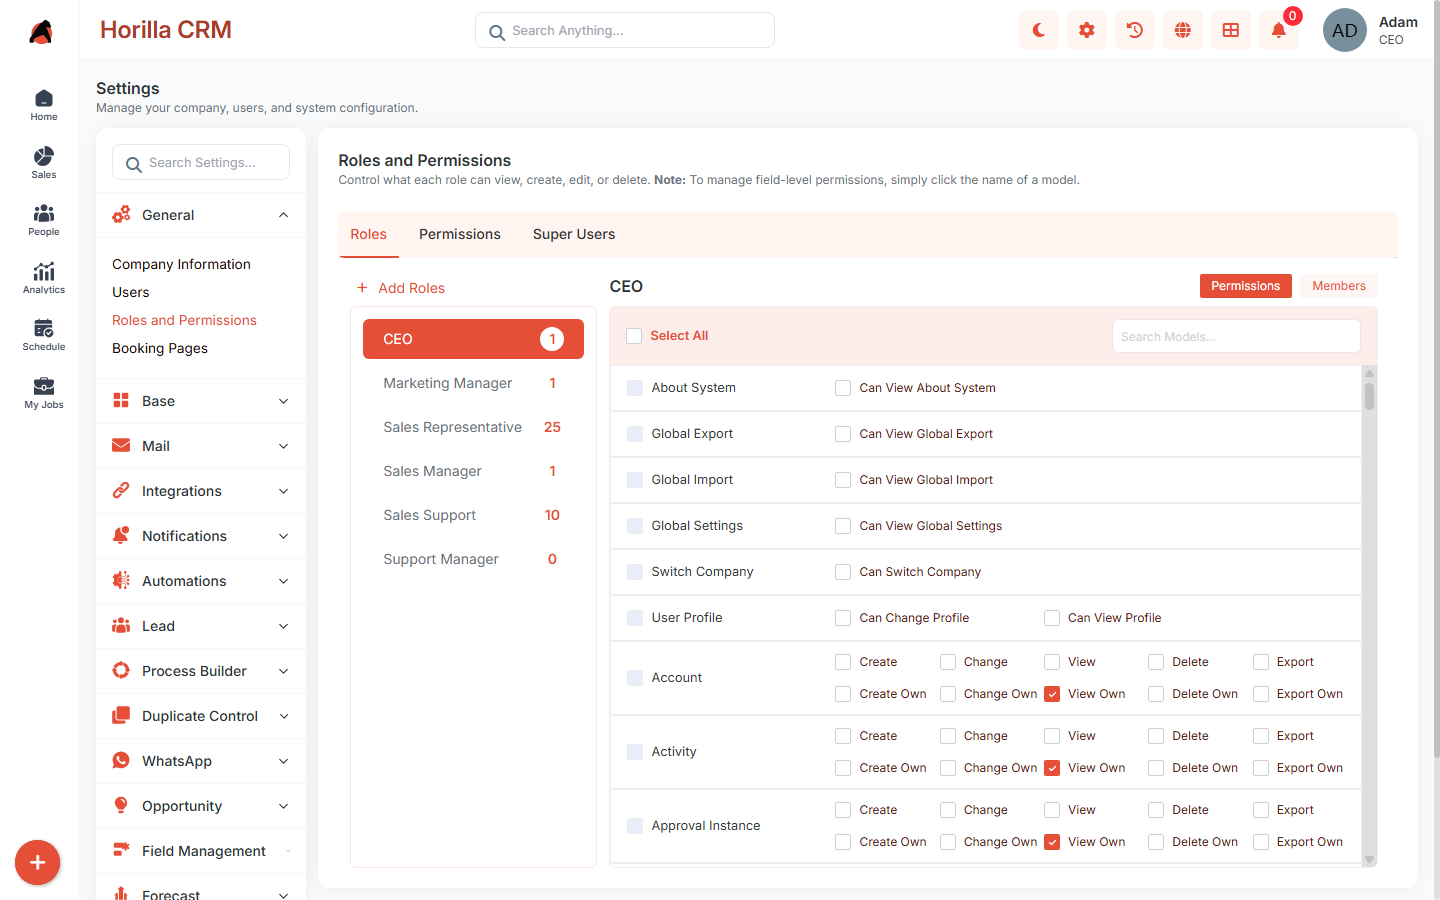 Horilla CRM
Search Anything...
0
AD
Adam
CEO
Home
Sales
People
Analytics
Schedule
My Jobs
Settings
Manage your company, users, and system configuration.
Search Settings...
General
Company Information
Users
Roles and Permissions
Booking Pages
Base
Mail
Integrations
Notifications
Automations
Lead
Process Builder
Duplicate Control
WhatsApp
Opportunity
Field Management
Forecast
Roles and Permissions
Control what each role can view, create, edit, or delete. Note: To manage field-level permissions, simply click the name of a model.
Roles Permissions Super Users
+ Add Roles
CEO 1
Marketing Manager 1
Sales Representative 25
Sales Manager 1
Sales Support 10
Support Manager 0
CEO
Permissions Members
Select All
Search Models...
About System Can View About System
Global Export Can View Global Export
Global Import Can View Global Import
Global Settings Can View Global Settings
Switch Company Can Switch Company
User Profile Can Change Profile Can View Profile
Account
Create Change View Delete Export
Create Own Change Own View Own Delete Own Export Own
Activity
Create Change View Delete Export
Create Own Change Own View Own Delete Own Export Own
Approval Instance
Create Change View Delete Export
Create Own Change Own View Own Delete Own Export Own